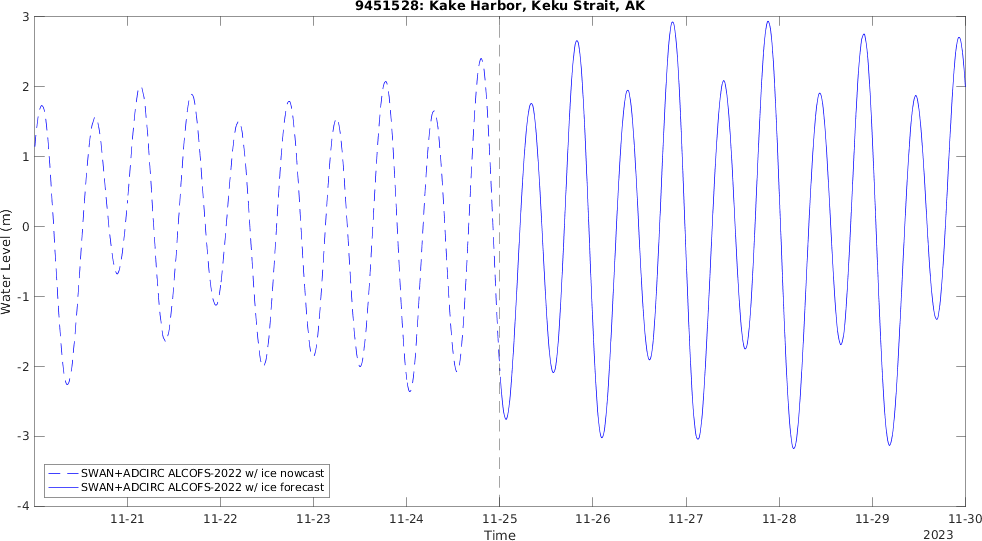 9451528: Kake Harbor, Keku Strait, AK
3
2
1
0
-1
-2
-3
-4
Water Level (m)
SWAN+ADCIRC ALCOFS-2022 w/ ice nowcast
SWAN+ADCIRC ALCOFS-2022 w/ ice forecast
11-21 11-22 11-23 11-24 11-25 11-26 11-27 11-28 11-29 11-30
Time
2023